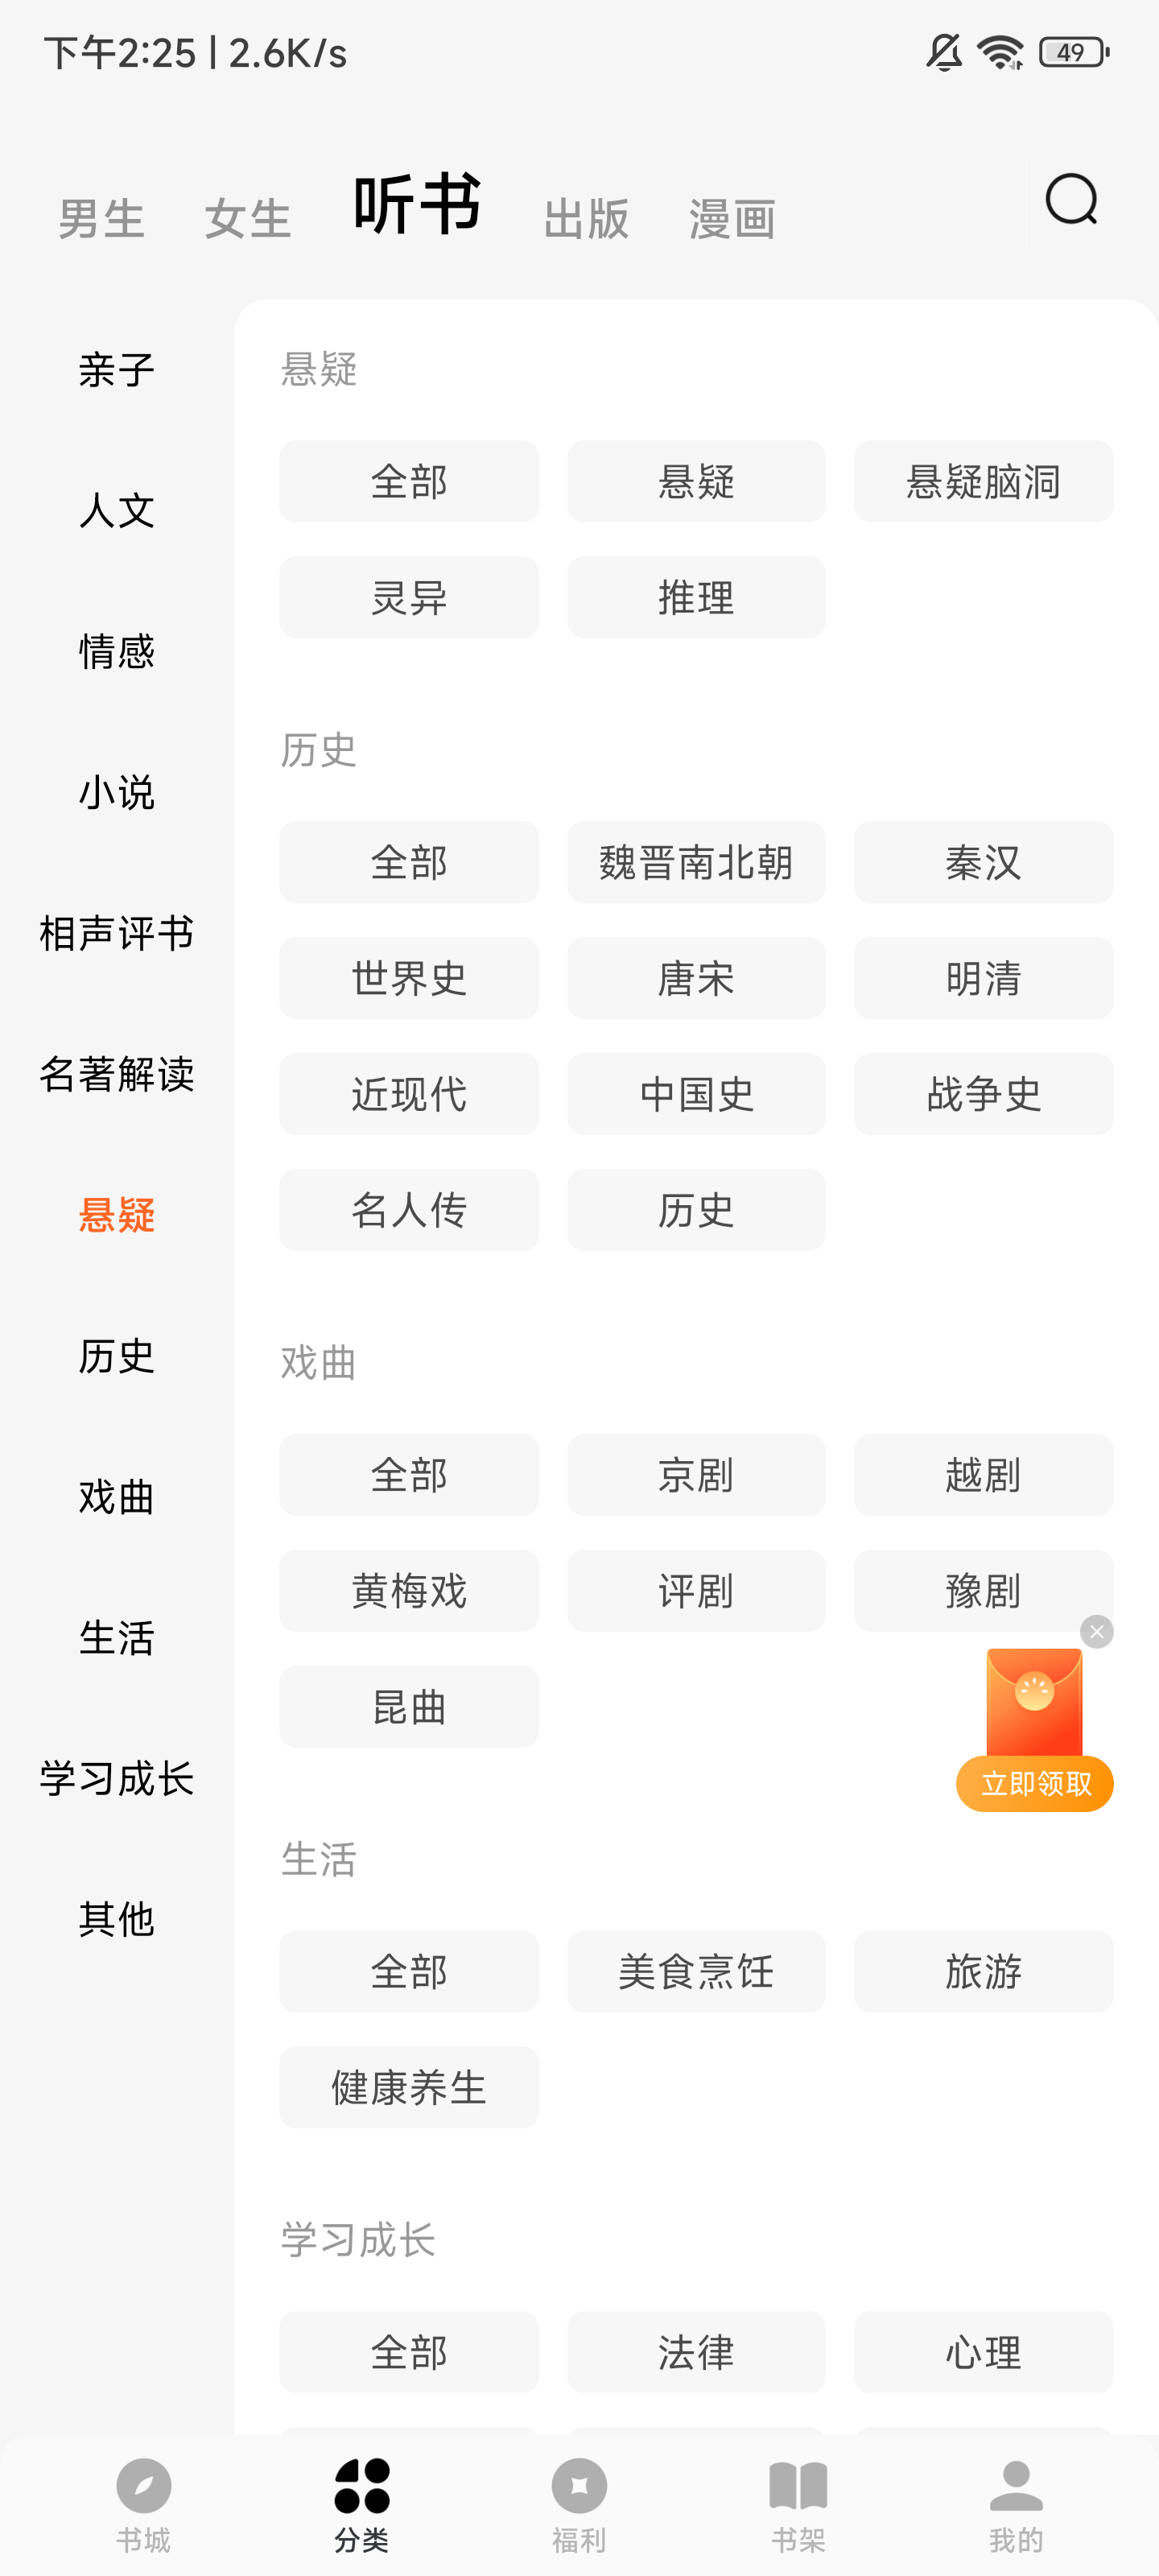 下午2:25 | 2.6K/s 49
男生 女生 听书 出版 漫画
亲子
人文
情感
小说
相声评书
名著解读
悬疑
历史
戏曲
生活
学习成长
其他
悬疑
全部 悬疑 悬疑脑洞
灵异 推理
历史
全部 魏晋南北朝 秦汉
世界史 唐宋 明清
近现代 中国史 战争史
名人传 历史
戏曲
全部 京剧 越剧
黄梅戏 评剧 豫剧
昆曲
立即领取
生活
全部 美食烹饪 旅游
健康养生
学习成长
全部 法律 心理
书城 分类 福利 书架 我的